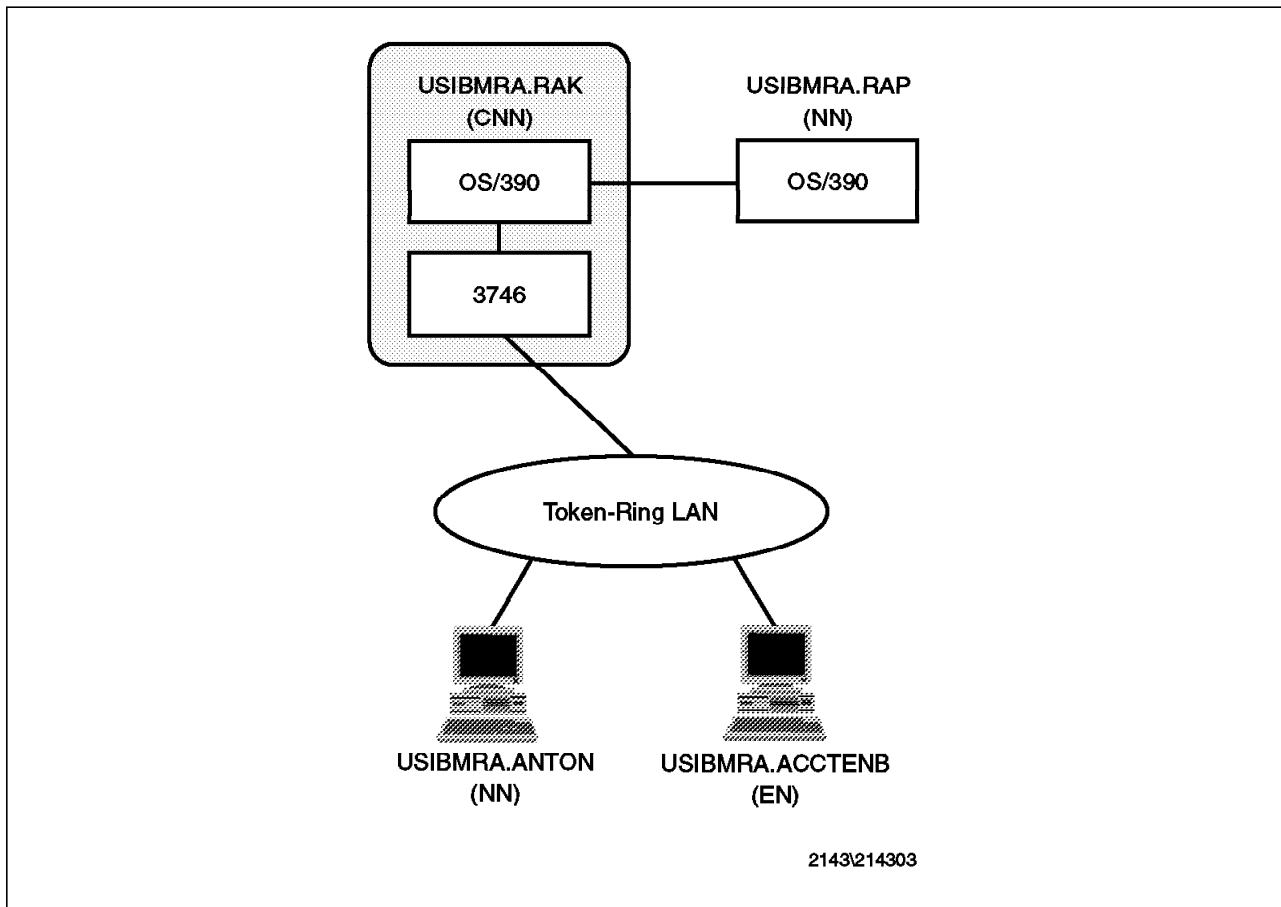 USIBMRA.RAK
(CNN)
USIBMRA.RAP
(NN)
OS/390
OS/390
3746
Token-Ring LAN
USIBMRA.ANTON
(NN)
USIBMRA.ACCTENB
(EN)
2143\214303